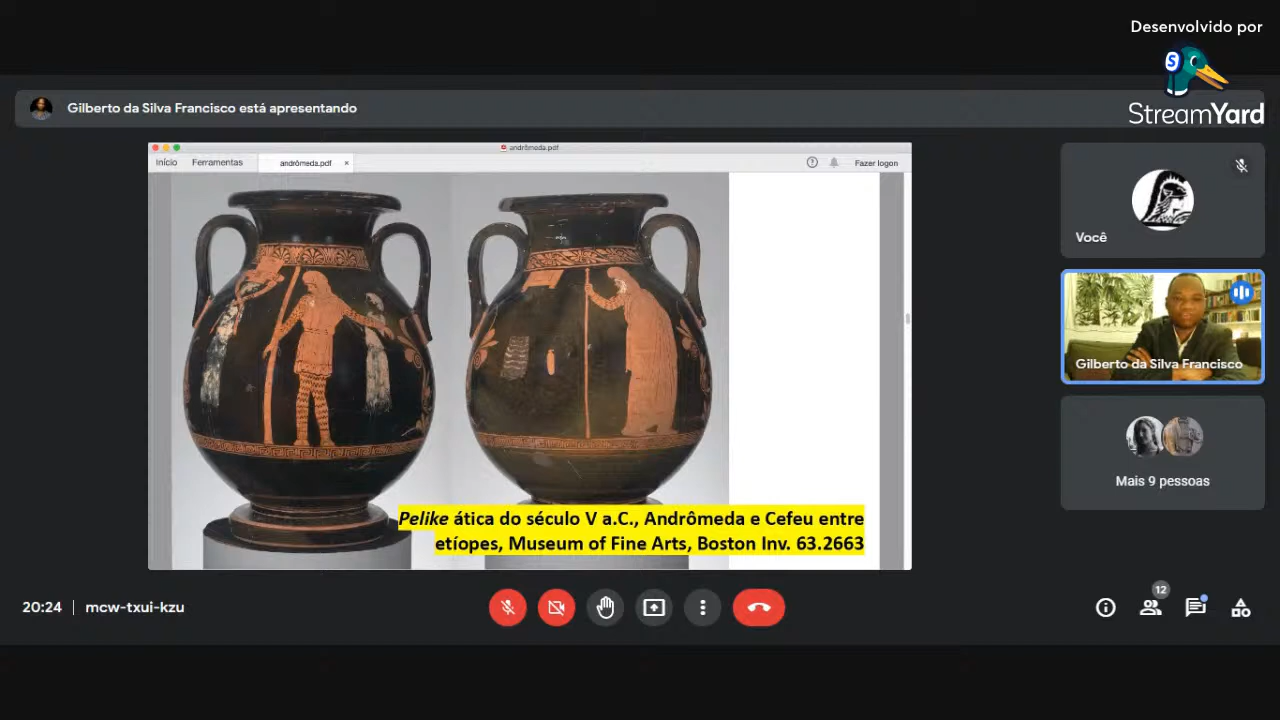 Desenvolvido por
S
StreamYard
Gilberto da Silva Francisco está apresentando
andrômeda.pdf
Início
Ferramentas
andrômeda.pdf
×
Fazer logon
Você
Gilberto da Silva Francisco
Mais 9 pessoas
Pelike ática do século V a.C., Andrômeda e Cefeu entre
etíopes, Museum of Fine Arts, Boston Inv. 63.2663
20:24 | mcw-txui-kzu
12